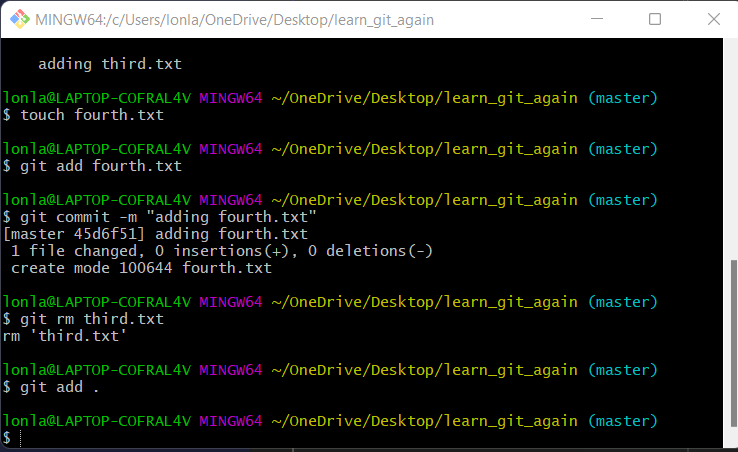 MINGW64:/c/Users/lonla/OneDrive/Desktop/learn_git_again
adding third.txt
lonla@LAPTOP-COFRAL4V MINGW64 ~/OneDrive/Desktop/learn_git_again (master)
$ touch fourth.txt
lonla@LAPTOP-COFRAL4V MINGW64 ~/OneDrive/Desktop/learn_git_again (master)
$ git add fourth.txt
lonla@LAPTOP-COFRAL4V MINGW64 ~/OneDrive/Desktop/learn_git_again (master)
$ git commit -m "adding fourth.txt"
[master 45d6f51] adding fourth.txt
 1 file changed, 0 insertions(+), 0 deletions(-)
 create mode 100644 fourth.txt
lonla@LAPTOP-COFRAL4V MINGW64 ~/OneDrive/Desktop/learn_git_again (master)
$ git rm third.txt
rm 'third.txt'
lonla@LAPTOP-COFRAL4V MINGW64 ~/OneDrive/Desktop/learn_git_again (master)
$ git add .
lonla@LAPTOP-COFRAL4V MINGW64 ~/OneDrive/Desktop/learn_git_again (master)
$